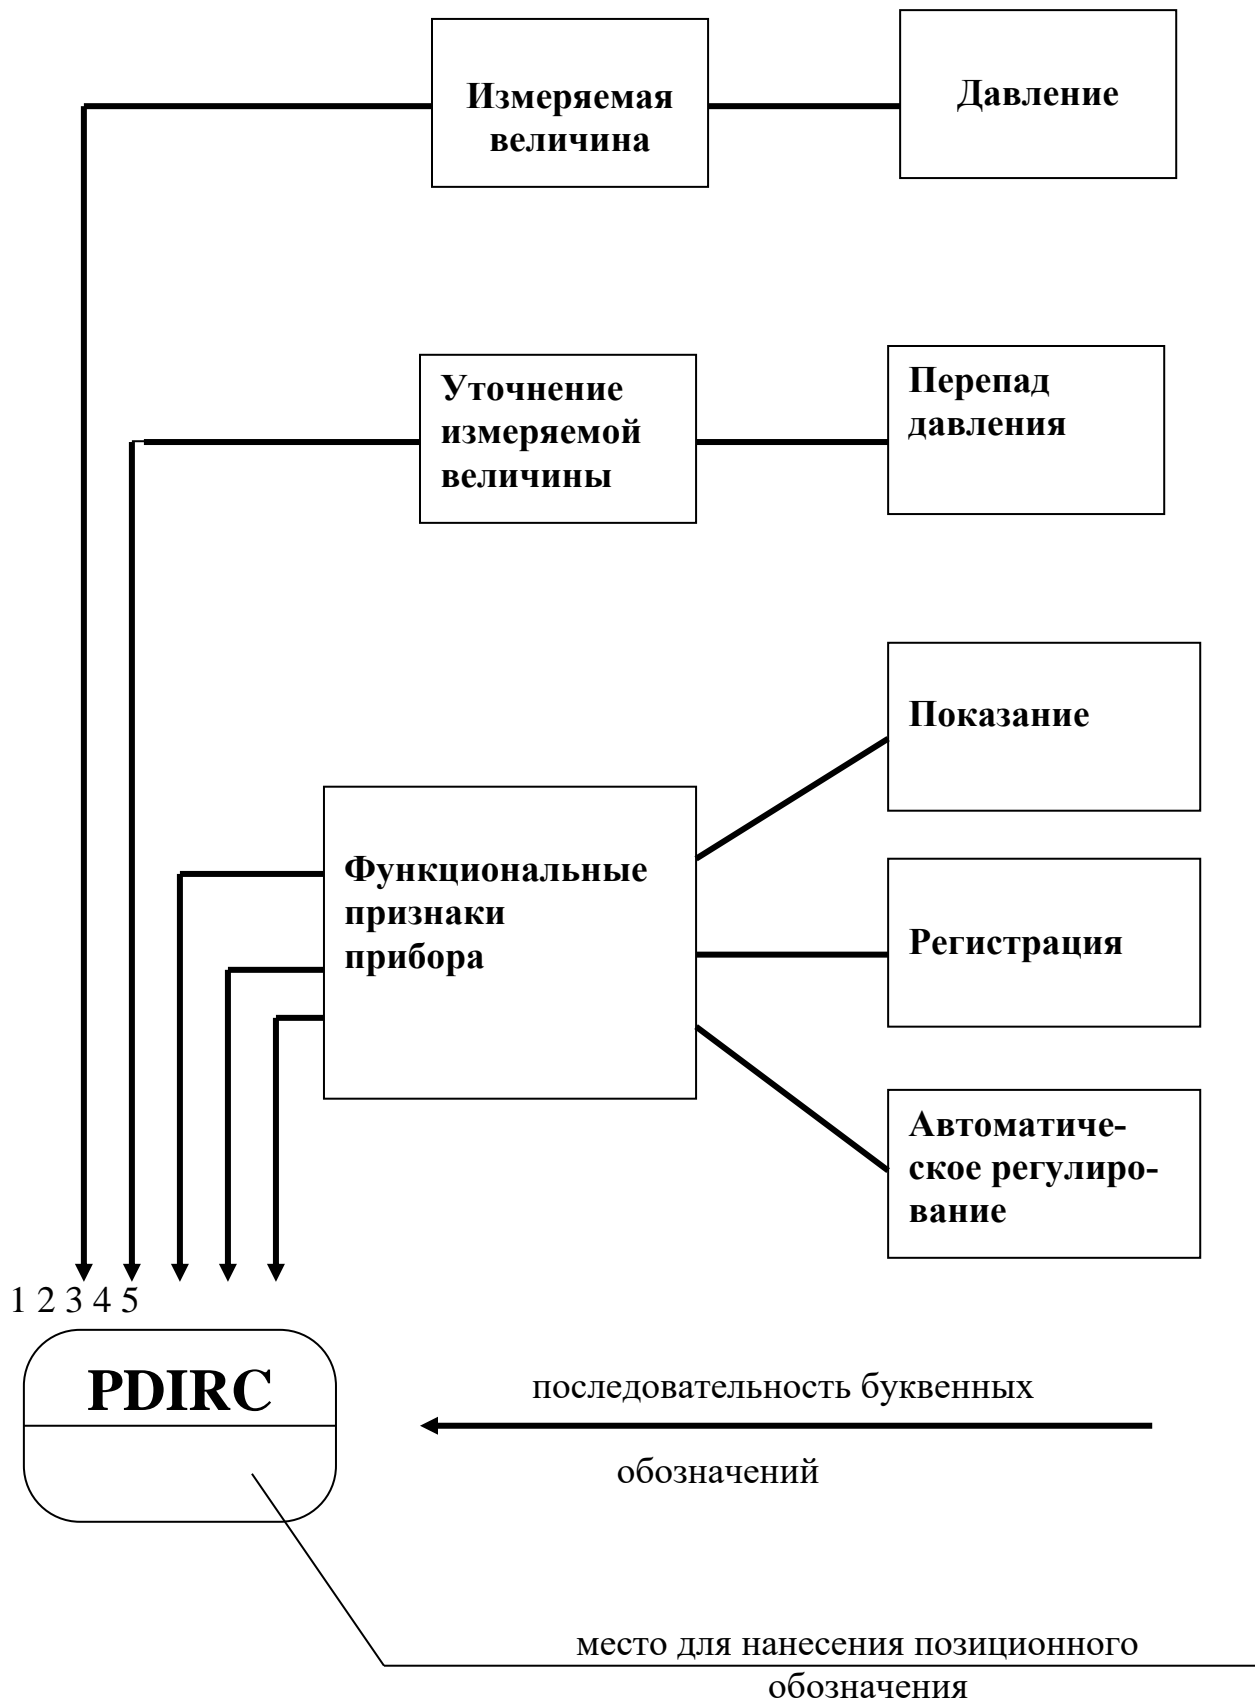 Измеряемая
величина
Давление
Уточнение
измеряемой
величины
Перепад
давления
Показание
Функциональные
признаки
прибора
Регистрация
Автоматиче-
ское регулиро-
вание
1 2 3 4 5
PDIRC
последовательность буквенных
обозначений
место для нанесения позиционного
обозначения